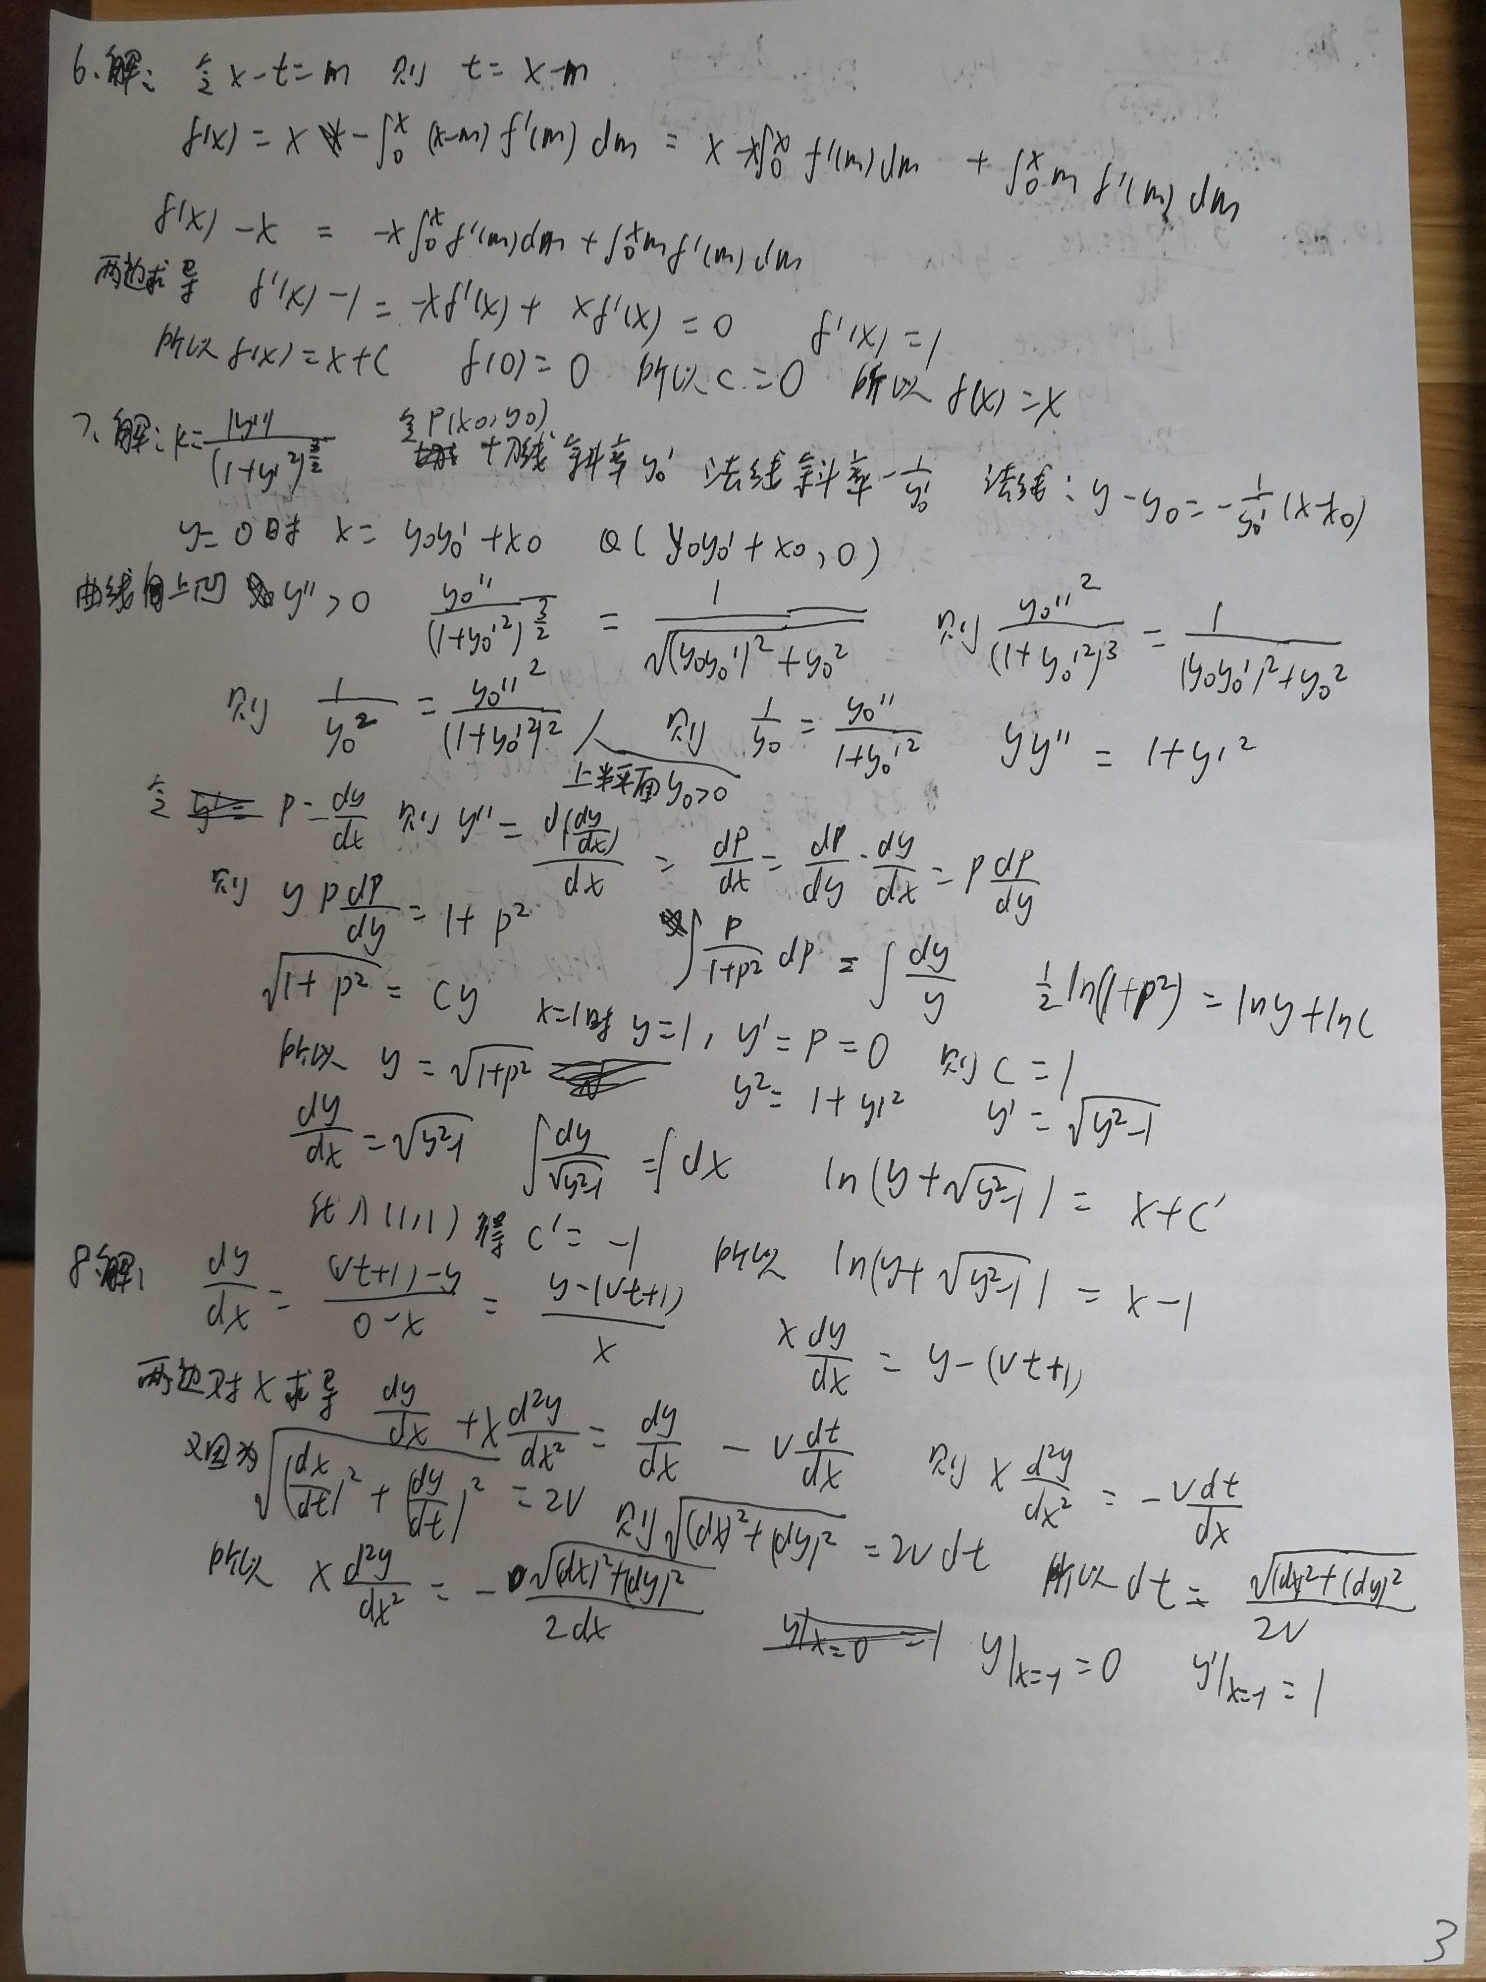 6、解: 令 x-t=m 则 t=x-m
f(x) = x - ∫₀ˣ (x-m) f'(m) dm = x - x∫₀ˣ f'(m) dm + ∫₀ˣ m f'(m) dm
f(x) - x = -x∫₀ˣ f'(m) dm + ∫₀ˣ m f'(m) dm
两边求导 f'(x) - 1 = -xf'(x) + xf'(x) = 0 f'(x) = 1
所以 f(x) = x+C f(0) = 0 所以 C = 0 所以 f(x) = x
7、解: k = |y''|/(1+y'²)^(3/2) 令P(x0, y0) 切线斜率 y0' 法线斜率 -1/y0' 法线: y-y0 = -1/y0' (x-x0)
y=0时 x = y0y0'+x0 Q(y0y0'+x0, 0)
曲线向上凹 y''>0 y0''/(1+y0'²)^(3/2) = 1/√((y0y0')²+y0²) 则 y0''²/(1+y0'²)³ = 1/((y0y0')²+y0²)
则 1/y0² = y0''²/(1+y0'²)² 则 1/y0 = y0''/(1+y0'²) yy'' = 1+y'²
上半平面 y0>0
令 p = dy/dx 则 y'' = d(dy/dx)/dx = dp/dx = dp/dy · dy/dx = p dp/dy
则 y p dp/dy = 1+p² ∫ p/(1+p²) dp = ∫ dy/y ½ ln(1+p²) = lny + lnC
√(1+p²) = Cy x=1时 y=1, y'=p=0 则 C=1
所以 y = √(1+p²) y² = 1+y'² y' = √(y²-1)
dy/dx = √(y²-1) ∫ dy/√(y²-1) = ∫ dx ln(y+√(y²-1)) = x+C'
代入(1,1)得 C' = -1 所以 ln(y+√(y²-1)) = x-1
8、解: dy/dx = ((vt+1)-y)/(0-x) = (y-(vt+1))/x x dy/dx = y-(vt+1)
两边对x求导 dy/dx + x d²y/dx² = dy/dx - v dt/dx 则 x d²y/dx² = -v dt/dx
又因为 √((dx/dt)²+(dy/dt)²) = 2v 则 √((dx)²+(dy)²) = 2v dt 所以 dt = √((dx)²+(dy)²)/2v
所以 x d²y/dx² = -√((dx)²+(dy)²)/2dx y|x=-1 = 0 y'|x=-1 = 1
3